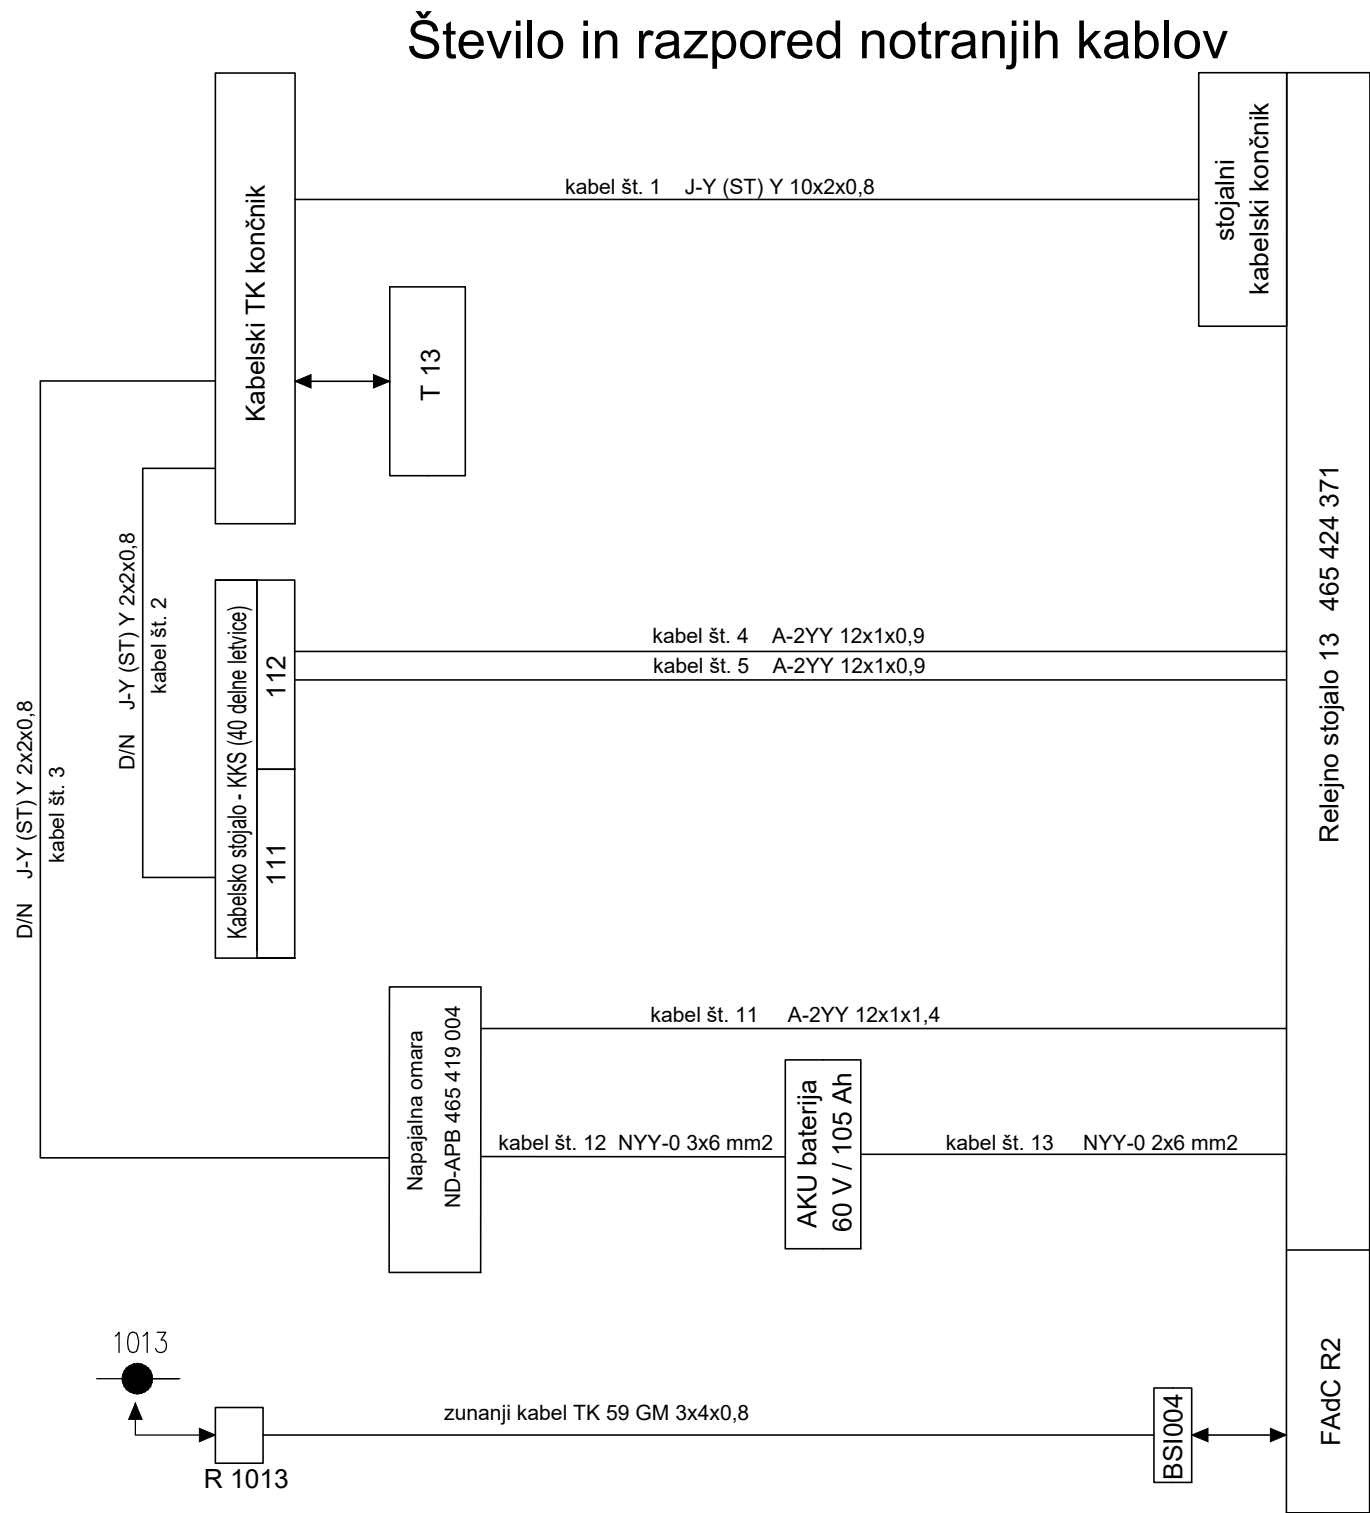 Število in razpored notranjih kablov
Kabelski TK končnik
kabel št. 1 J-Y (ST) Y 10x2x0,8
stojalni
kabelski končnik
T 13
D/N J-Y (ST) Y 2x2x0,8
kabel št. 3
D/N J-Y (ST) Y 2x2x0,8
kabel št. 2
Kabelsko stojalo - KKS (40 delne letvice)
111
112
kabel št. 4 A-2YY 12x1x0,9
kabel št. 5 A-2YY 12x1x0,9
Relejno stojalo 13 465 424 371
Napajalna omara
ND-APB 465 419 004
kabel št. 11 A-2YY 12x1x1,4
kabel št. 12 NYY-0 3x6 mm2
AKU baterija
60 V / 105 Ah
kabel št. 13 NYY-0 2x6 mm2
1013
R 1013
zunanji kabel TK 59 GM 3x4x0,8
BSI004
FAdC R2